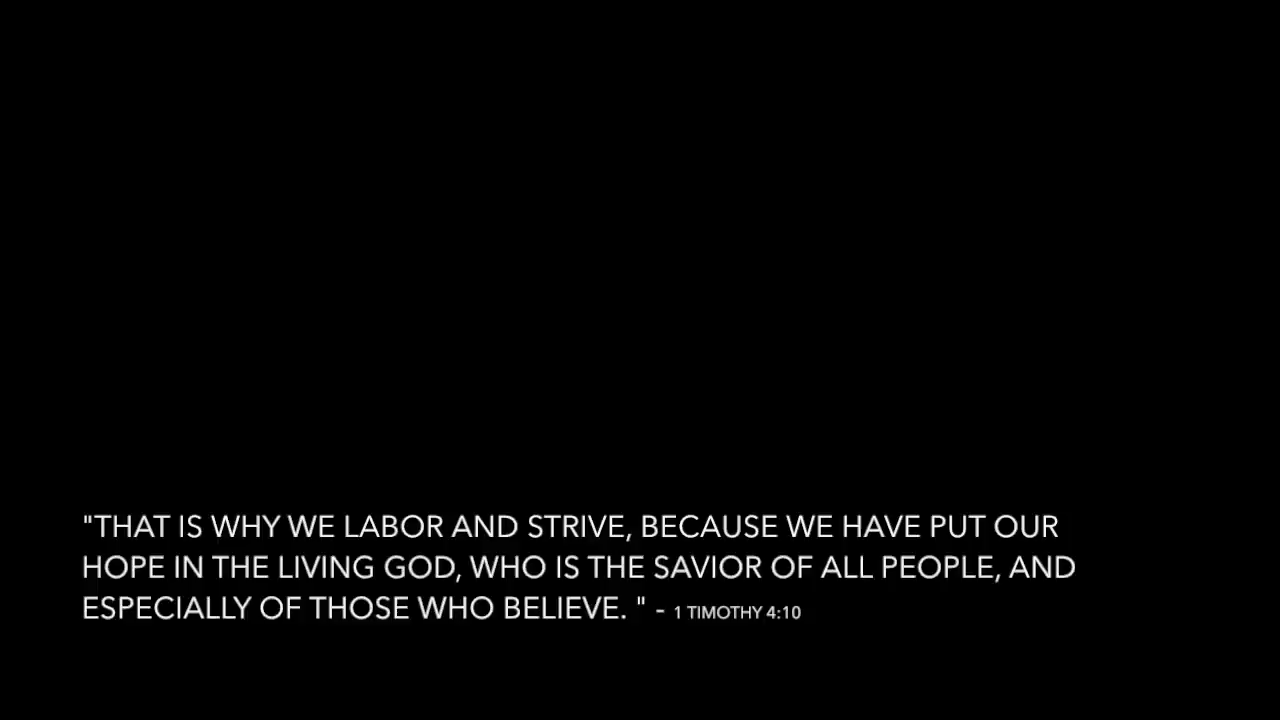 "THAT IS WHY WE LABOR AND STRIVE, BECAUSE WE HAVE PUT OUR
HOPE IN THE LIVING GOD, WHO IS THE SAVIOR OF ALL PEOPLE, AND
ESPECIALLY OF THOSE WHO BELIEVE. " - 1 TIMOTHY 4:10